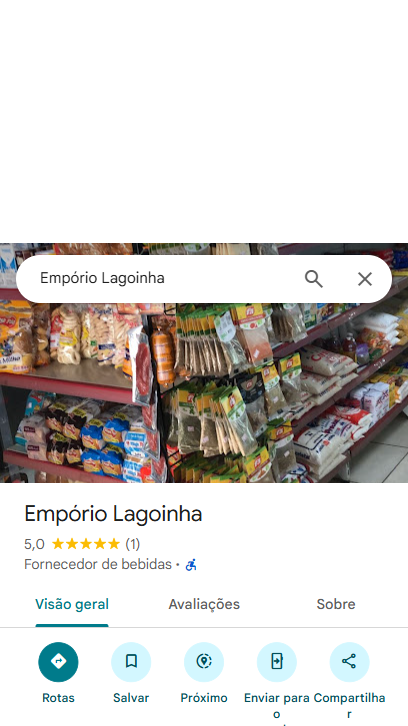 Empório Lagoinha
Empório Lagoinha
5,0 (1)
Fornecedor de bebidas ·
Visão geral
Avaliações
Sobre
Rotas
Salvar
Próximo
Enviar para
o
Compartilha
r